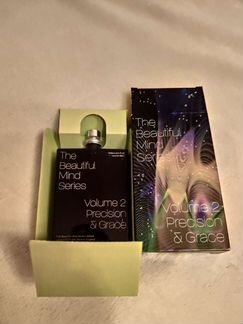 The
Beautiful
Mind
Series
Volume 2
Precision
& Grace
The
Beautiful
Mind
Series
Volume 2
Precision
& Grace